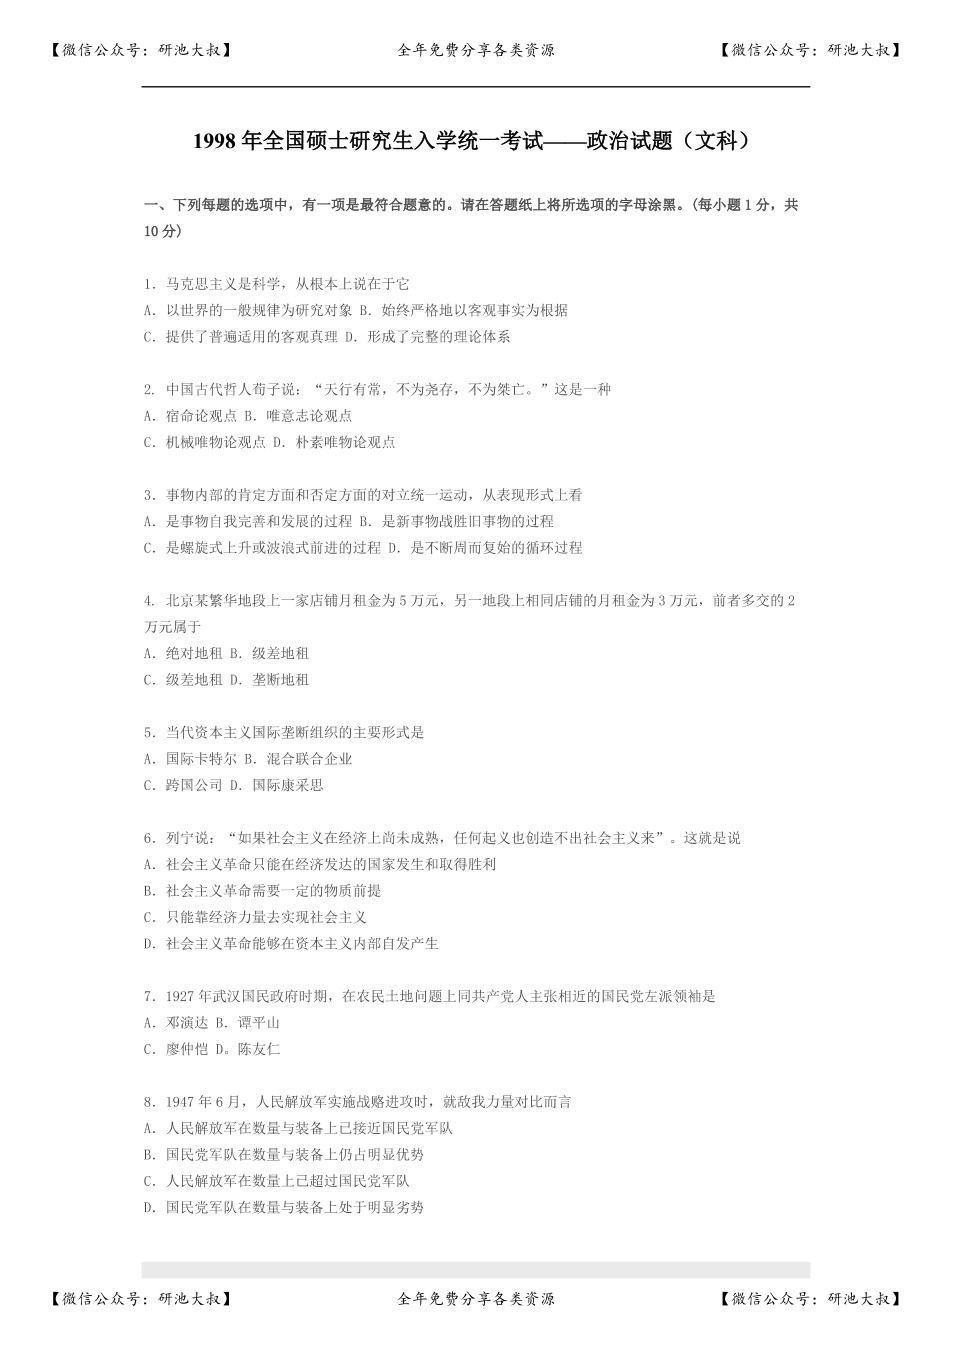 【微信公众号：研池大叔】 全年免费分享各类资源 【微信公众号：研池大叔】
1998 年全国硕士研究生入学统一考试——政治试题（文科）
一、下列每题的选项中，有一项是最符合题意的。请在答题纸上将所选项的字母涂黑。(每小题 1 分，共
10 分)
1．马克思主义是科学，从根本上说在于它
A．以世界的一般规律为研究对象 B．始终严格地以客观事实为根据
C．提供了普遍适用的客观真理 D．形成了完整的理论体系
2．中国古代哲人荀子说：“天行有常，不为尧存，不为桀亡。”这是一种
A．宿命论观点 B．唯意志论观点
C．机械唯物论观点 D．朴素唯物论观点
3．事物内部的肯定方面和否定方面的对立统一运动，从表现形式上看
A．是事物自我完善和发展的过程 B．是新事物战胜旧事物的过程
C．是螺旋式上升或波浪式前进的过程 D．是不断周而复始的循环过程
4．北京某繁华地段上一家店铺月租金为 5 万元，另一地段上相同店铺的月租金为 3 万元，前者多交的 2
万元属于
A．绝对地租 B．级差地租
C．级差地租 D．垄断地租
5．当代资本主义国际垄断组织的主要形式是
A．国际卡特尔 B．混合联合企业
C．跨国公司 D．国际康采思
6．列宁说：“如果社会主义在经济上尚未成熟，任何起义也创造不出社会主义来”。这就是说
A．社会主义革命只能在经济发达的国家发生和取得胜利
B．社会主义革命需要一定的物质前提
C．只能靠经济力量去实现社会主义
D．社会主义革命能够在资本主义内部自发产生
7．1927 年武汉国民政府时期，在农民土地问题上同共产党人主张相近的国民党左派领袖是
A．邓演达 B．谭平山
C．廖仲恺 D。陈友仁
8．1947 年 6 月，人民解放军实施战略进攻时，就敌我力量对比而言
A．人民解放军在数量与装备上已接近国民党军队
B．国民党军队在数量与装备上仍占明显优势
C．人民解放军在数量上已超过国民党军队
D．国民党军队在数量与装备上处于明显劣势
【微信公众号：研池大叔】 全年免费分享各类资源 【微信公众号：研池大叔】